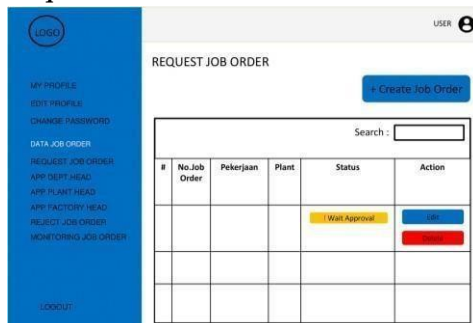 LOGO
USER
REQUEST JOB ORDER
+ Create Job Order
MY PROFILE
EDIT PROFILE
CHANGE PASSWORD
DATA JOB ORDER
REQUEST JOB ORDER
APP DEPT HEAD
APP PLANT HEAD
APP FACTORY HEAD
REJECT JOB ORDER
MONITORING JOB ORDER
LOGOUT
Search :
# No.Job Order Pekerjaan Plant Status Action
! Wait Approval Edit
Delete